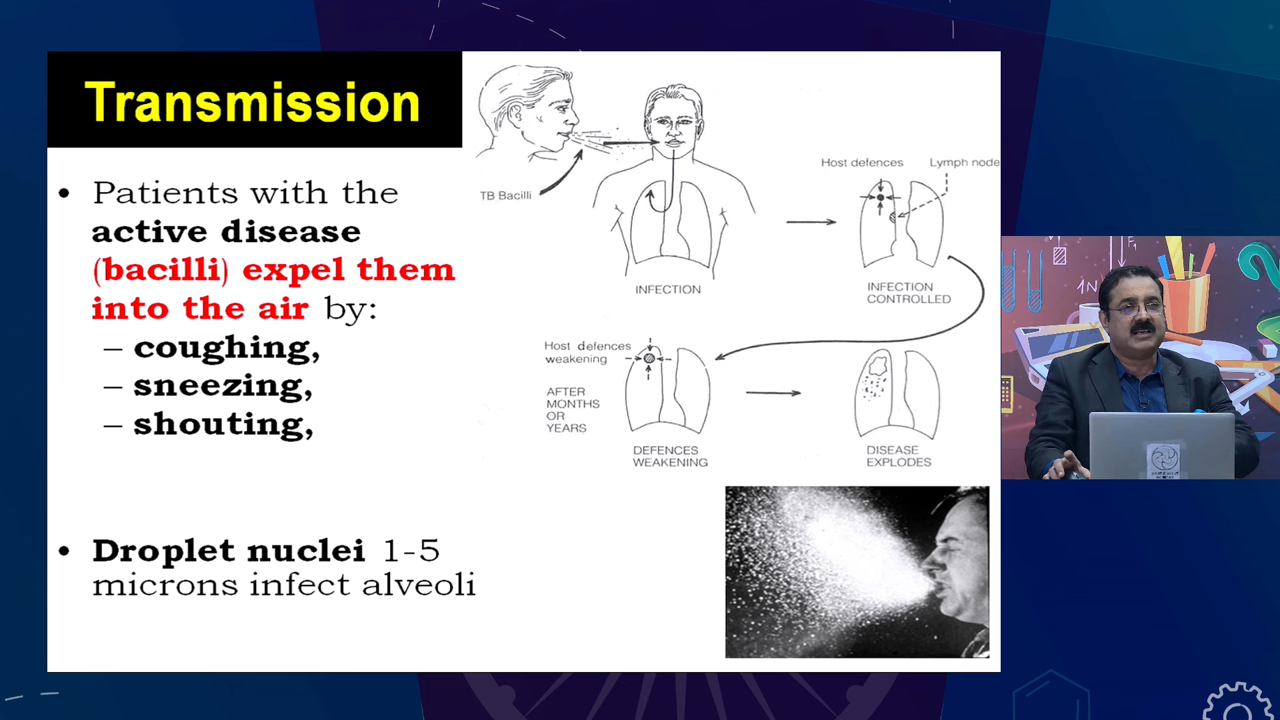 Transmission
• Patients with the
active disease
(bacilli) expel them
into the air by:
– coughing,
– sneezing,
– shouting,
• Droplet nuclei 1-5
microns infect alveoli
TB Bacilli
INFECTION
Host defences
Lymph node
INFECTION
CONTROLLED
Host defences
weakening
AFTER
MONTHS
OR
YEARS
DEFENCES
WEAKENING
DISEASE
EXPLODES